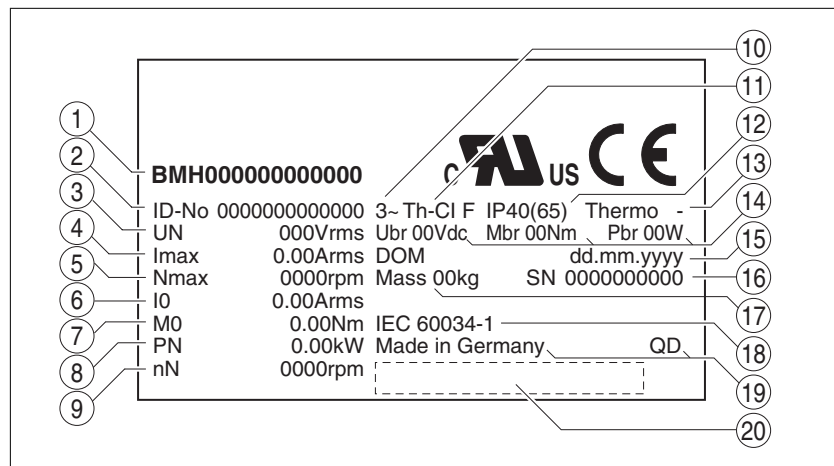 BMH000000000000 C RU US CE
ID-No 0000000000000 3~ Th-Cl F IP40(65) Thermo -
UN 000Vrms Ubr 00Vdc Mbr 00Nm Pbr 00W
Imax 0.00Arms DOM dd.mm.yyyy
Nmax 0000rpm Mass 00kg SN 0000000000
I0 0.00Arms
M0 0.00Nm IEC 60034-1
PN 0.00kW Made in Germany QD
nN 0000rpm
1
2
3
4
5
6
7
8
9
10
11
12
13
14
15
16
17
18
19
20